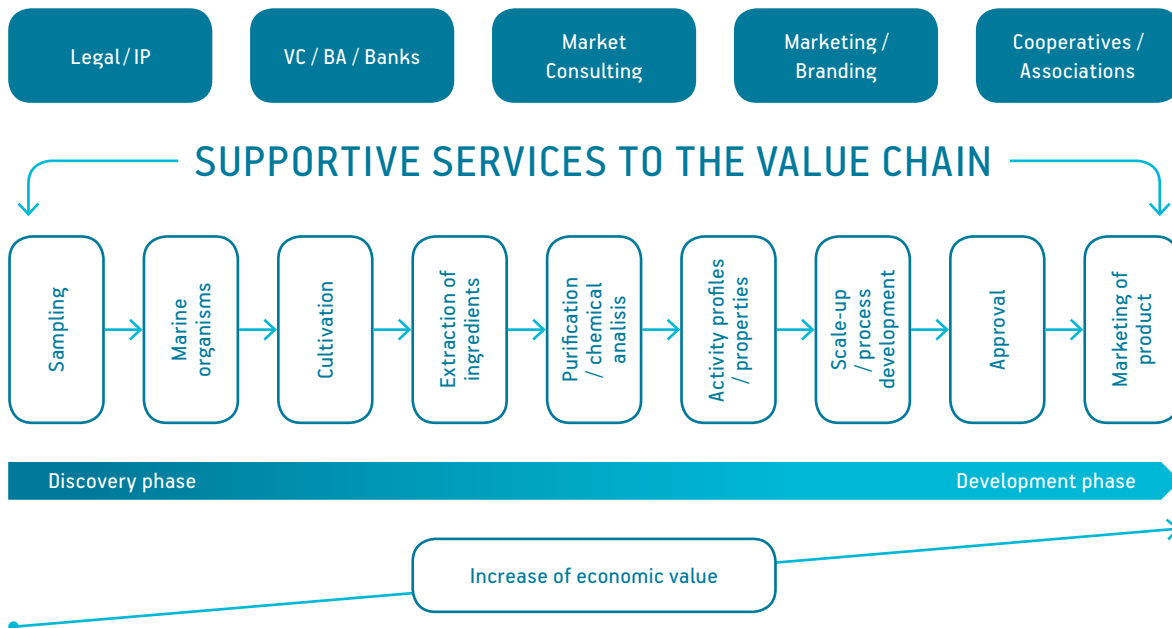 Legal / IP
VC / BA / Banks
Market
Consulting
Marketing /
Branding
Cooperatives /
Associations
SUPPORTIVE SERVICES TO THE VALUE CHAIN
Sampling
Marine
organisms
Cultivation
Extraction of
ingredients
Purification
/ chemical
analisis
Activity profiles
/ properties
Scale-up
/ process
development
Approval
Marketing of
product
Discovery phase
Development phase
Increase of economic value